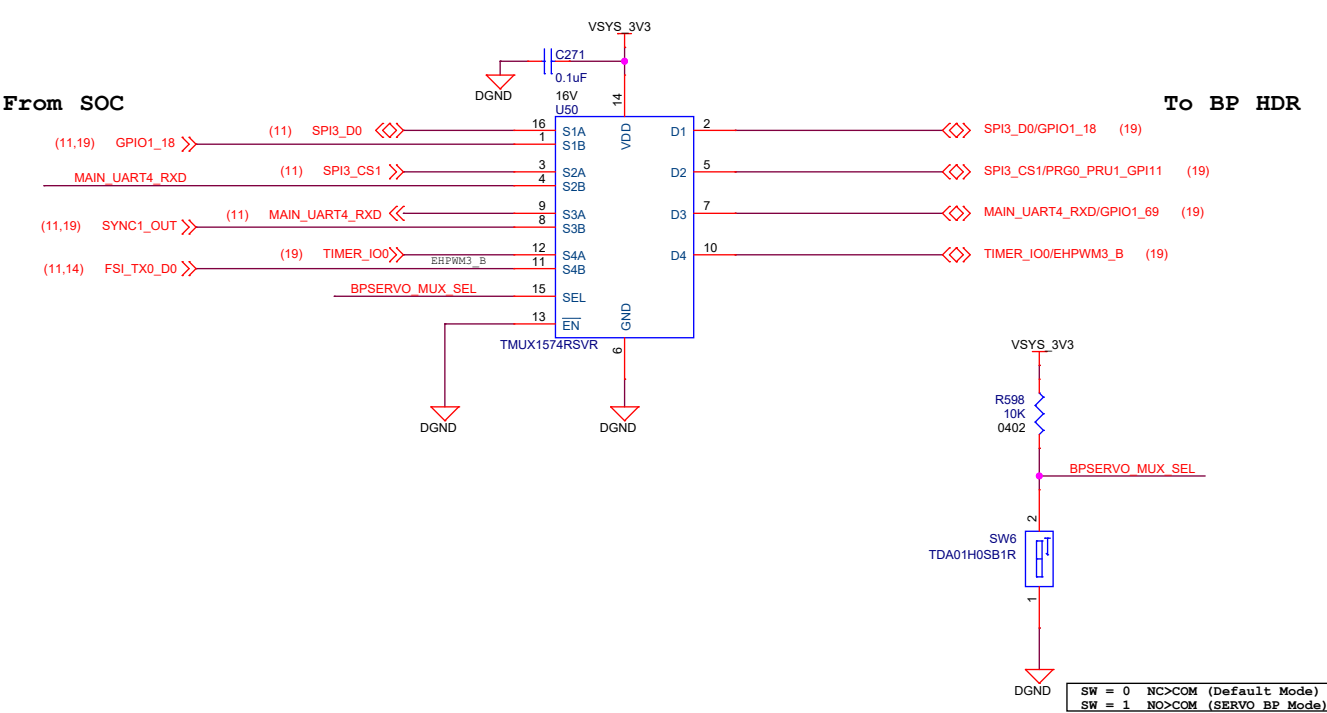 VSYS_3V3
C271
0.1uF
DGND
16V
14
U50
From SOC
To BP HDR
(11) SPI3_D0 16 S1A VDD D1 2 SPI3_D0/GPIO1_18 (19)
(11,19) GPIO1_18 1 S1B
(11) SPI3_CS1 3 S2A D2 5 SPI3_CS1/PRG0_PRU1_GPI11 (19)
MAIN_UART4_RXD 4 S2B
(11) MAIN_UART4_RXD 9 S3A D3 7 MAIN_UART4_RXD/GPIO1_69 (19)
(11,19) SYNC1_OUT 8 S3B
(19) TIMER_IO0 12 S4A D4 10 TIMER_IO0/EHPWM3_B (19)
(11,14) FSI_TX0_D0 EHPWM3_B 11 S4B
BPSERVO_MUX_SEL 15 SEL
13 EN GND
TMUX1574RSVR 6
DGND
DGND
VSYS_3V3
R598
10K
0402
BPSERVO_MUX_SEL
2
SW6
TDA01H0SB1R
1
DGND
SW = 0 NC>COM (Default Mode)
SW = 1 NO>COM (SERVO BP Mode)